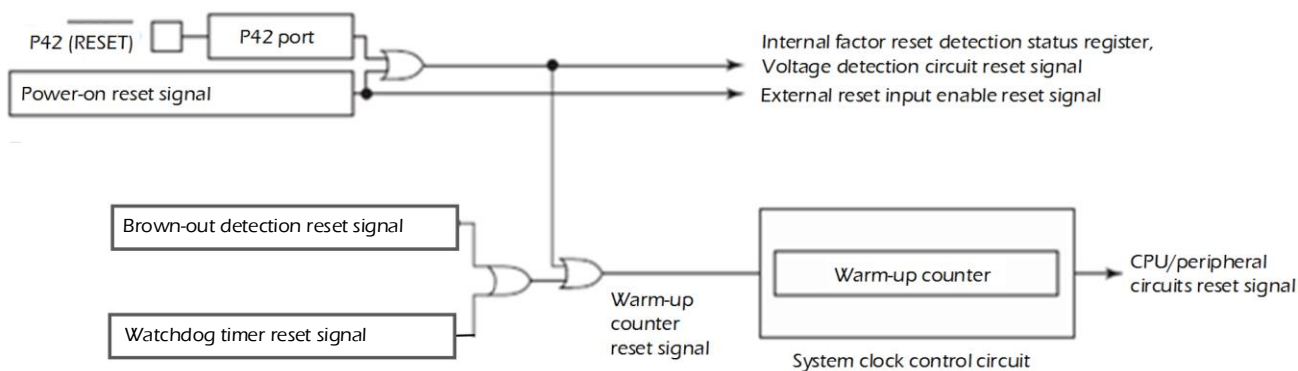 P42 (RESET)
P42 port
Power-on reset signal
Internal factor reset detection status register,
Voltage detection circuit reset signal
External reset input enable reset signal
Brown-out detection reset signal
Watchdog timer reset signal
Warm-up
counter
reset signal
Warm-up counter
System clock control circuit
CPU/peripheral
circuits reset signal